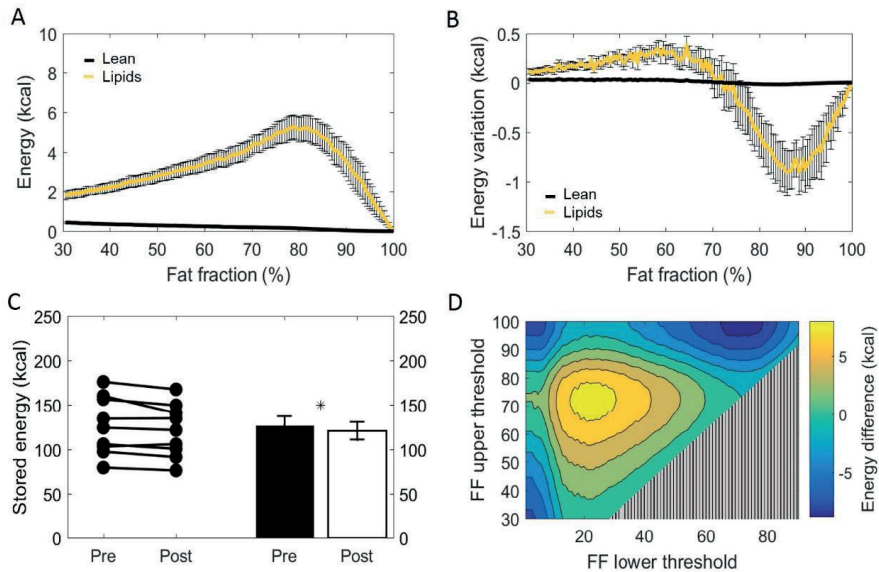 A
Energy (kcal)
10
8
6
4
2
0
Lean
Lipids
30 40 50 60 70 80 90 100
Fat fraction (%)
B
Energy variation (kcal)
0.5
0
-0.5
-1
-1.5
Lean
Lipids
30 40 50 60 70 80 90 100
Fat fraction (%)
C
Stored energy (kcal)
250
200
150
100
50
0
*
250
200
150
100
50
0
Pre Post Pre Post
D
FF upper threshold
100
90
80
70
60
50
40
30
20 40 60 80
FF lower threshold
5
0
-5
Energy difference (kcal)